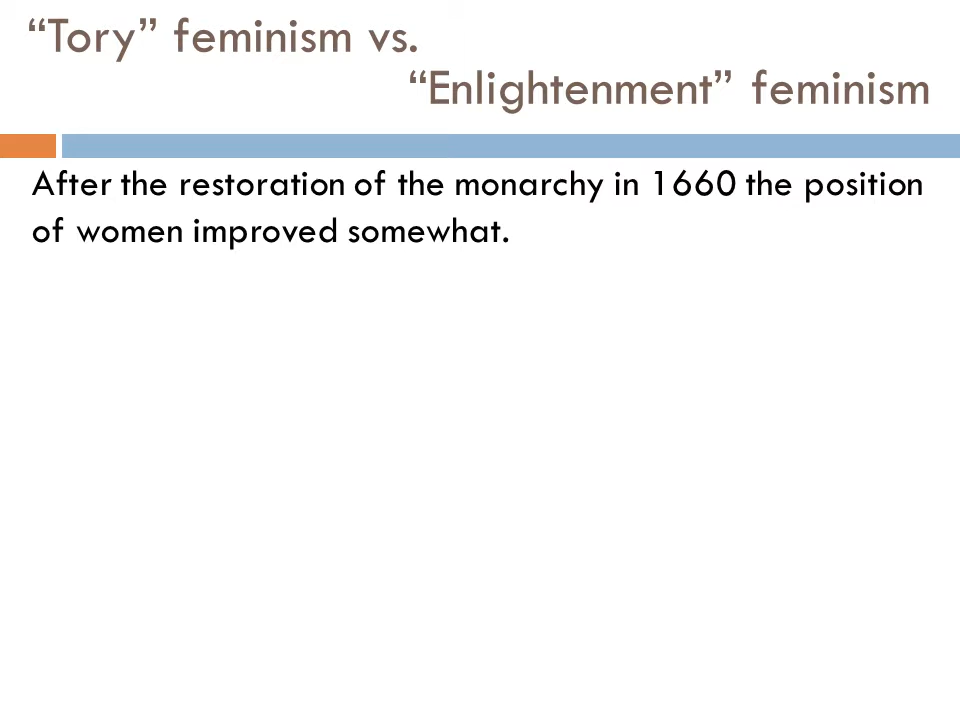 “Tory” feminism vs.
“Enlightenment” feminism
After the restoration of the monarchy in 1660 the position
of women improved somewhat.